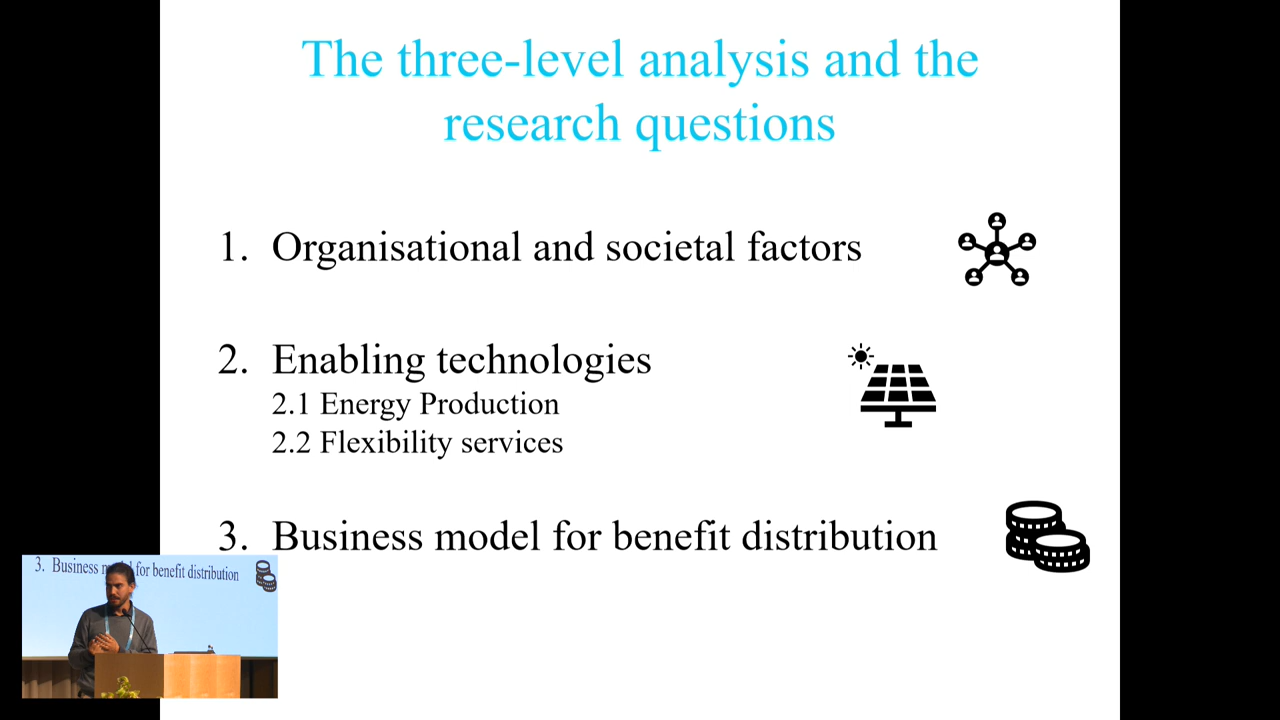 The three-level analysis and the
research questions
1. Organisational and societal factors
2. Enabling technologies
2.1 Energy Production
2.2 Flexibility services
3. Business model for benefit distribution
3. Business model for benefit distribution